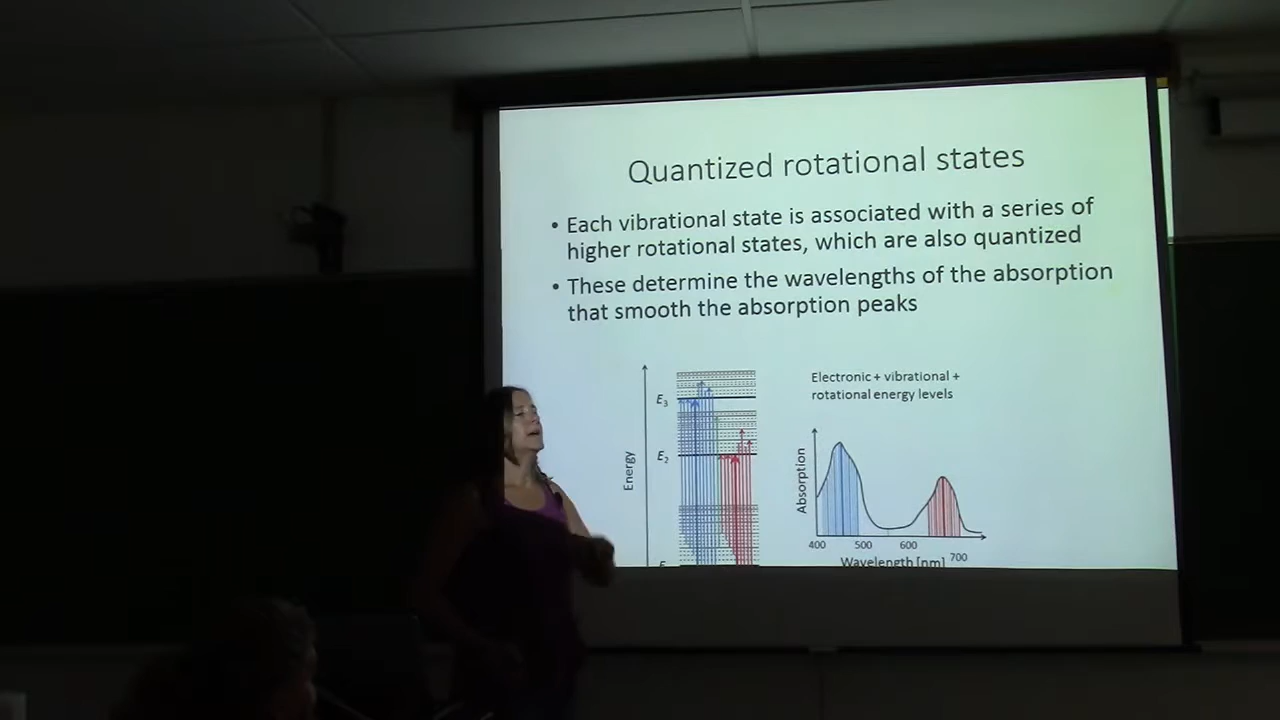 Quantized rotational states
• Each vibrational state is associated with a series of
higher rotational states, which are also quantized
• These determine the wavelengths of the absorption
that smooth the absorption peaks
Energy
E3
E2
Electronic + vibrational +
rotational energy levels
Absorption
400 500 600 700
Wavelength [nm]